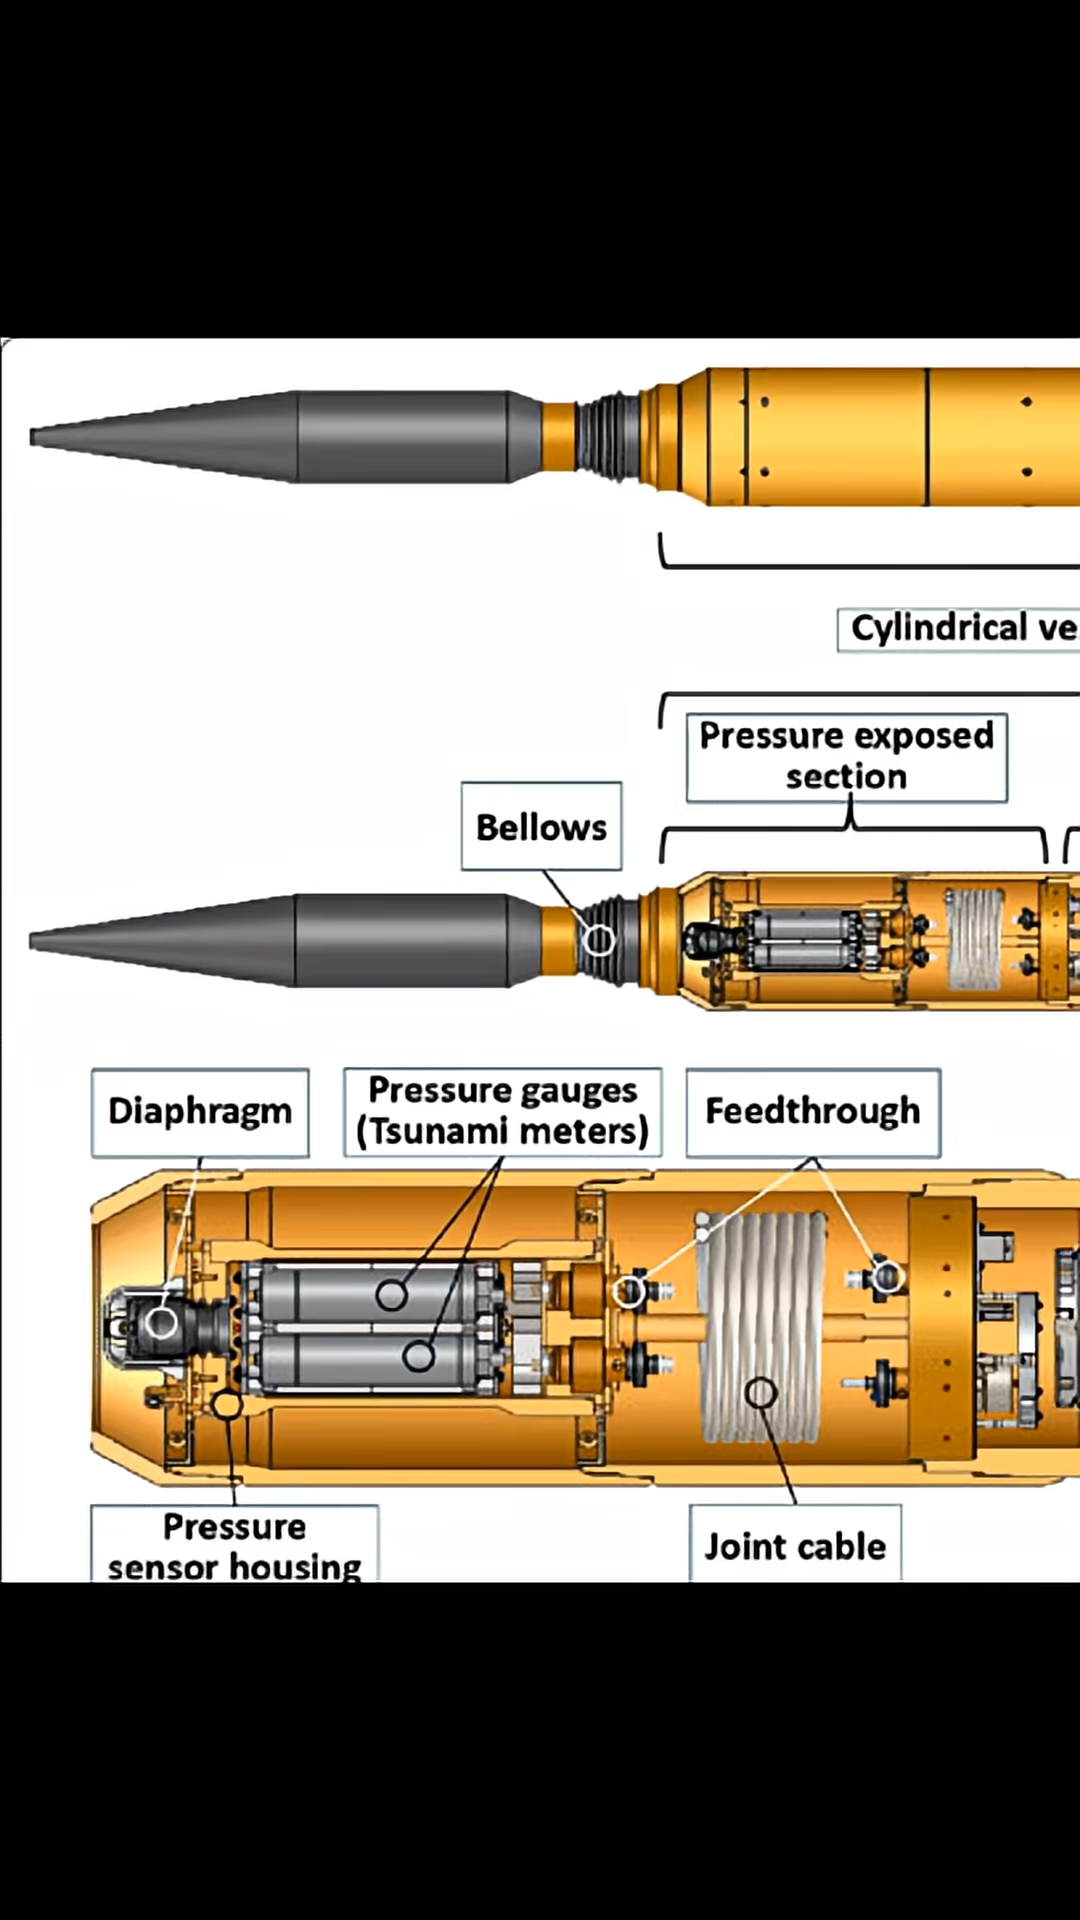 Cylindrical ve
Pressure exposed
section
Bellows
Diaphragm
Pressure gauges
(Tsunami meters)
Feedthrough
Pressure
sensor housing
Joint cable